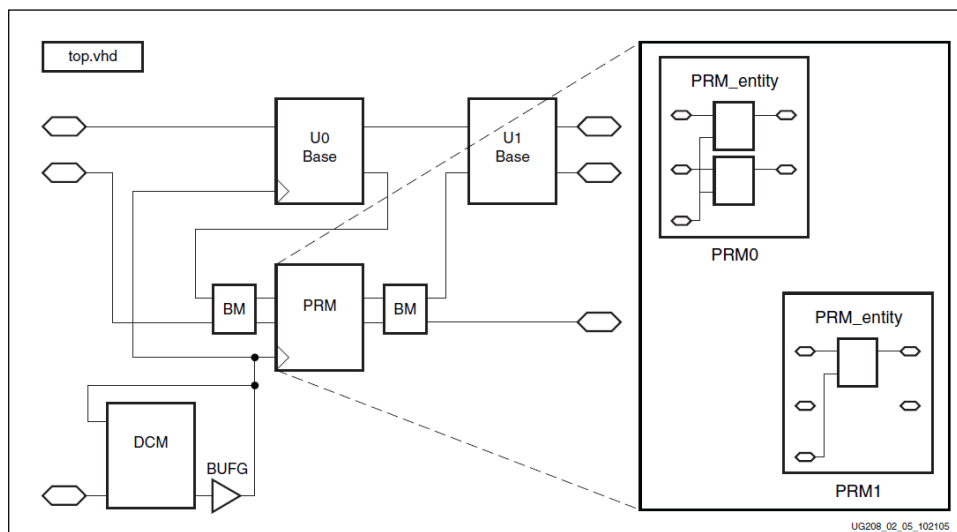 top.vhd
U0
Base
U1
Base
PRM_entity
PRM0
BM
PRM
BM
PRM_entity
DCM
BUFG
PRM1
UG208_02_05_102105